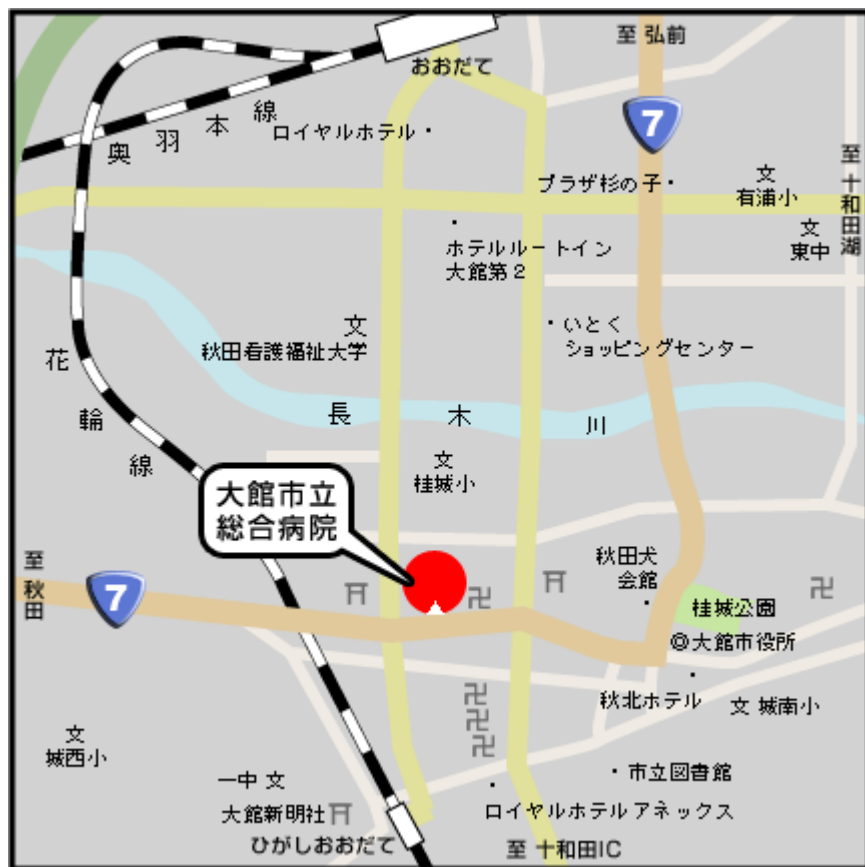 至 弘前
おおだて
奥羽本線
ロイヤルホテル
7
至 十和田湖
プラザ杉の子
文
有浦小
文
東中
ホテルルートイン
大館第2
いとく
ショッピングセンター
文
秋田看護福祉大学
花輪線
長木川
文
桂城小
大館市立
総合病院
秋田犬
会館
至 秋田
7
卍
卍
桂城公園
◎大館市役所
秋北ホテル
文 城南小
卍
卍
卍
文
城西小
一中 文
市立図書館
大館新明社
ロイヤルホテルアネックス
ひがしおおだて
至 十和田IC